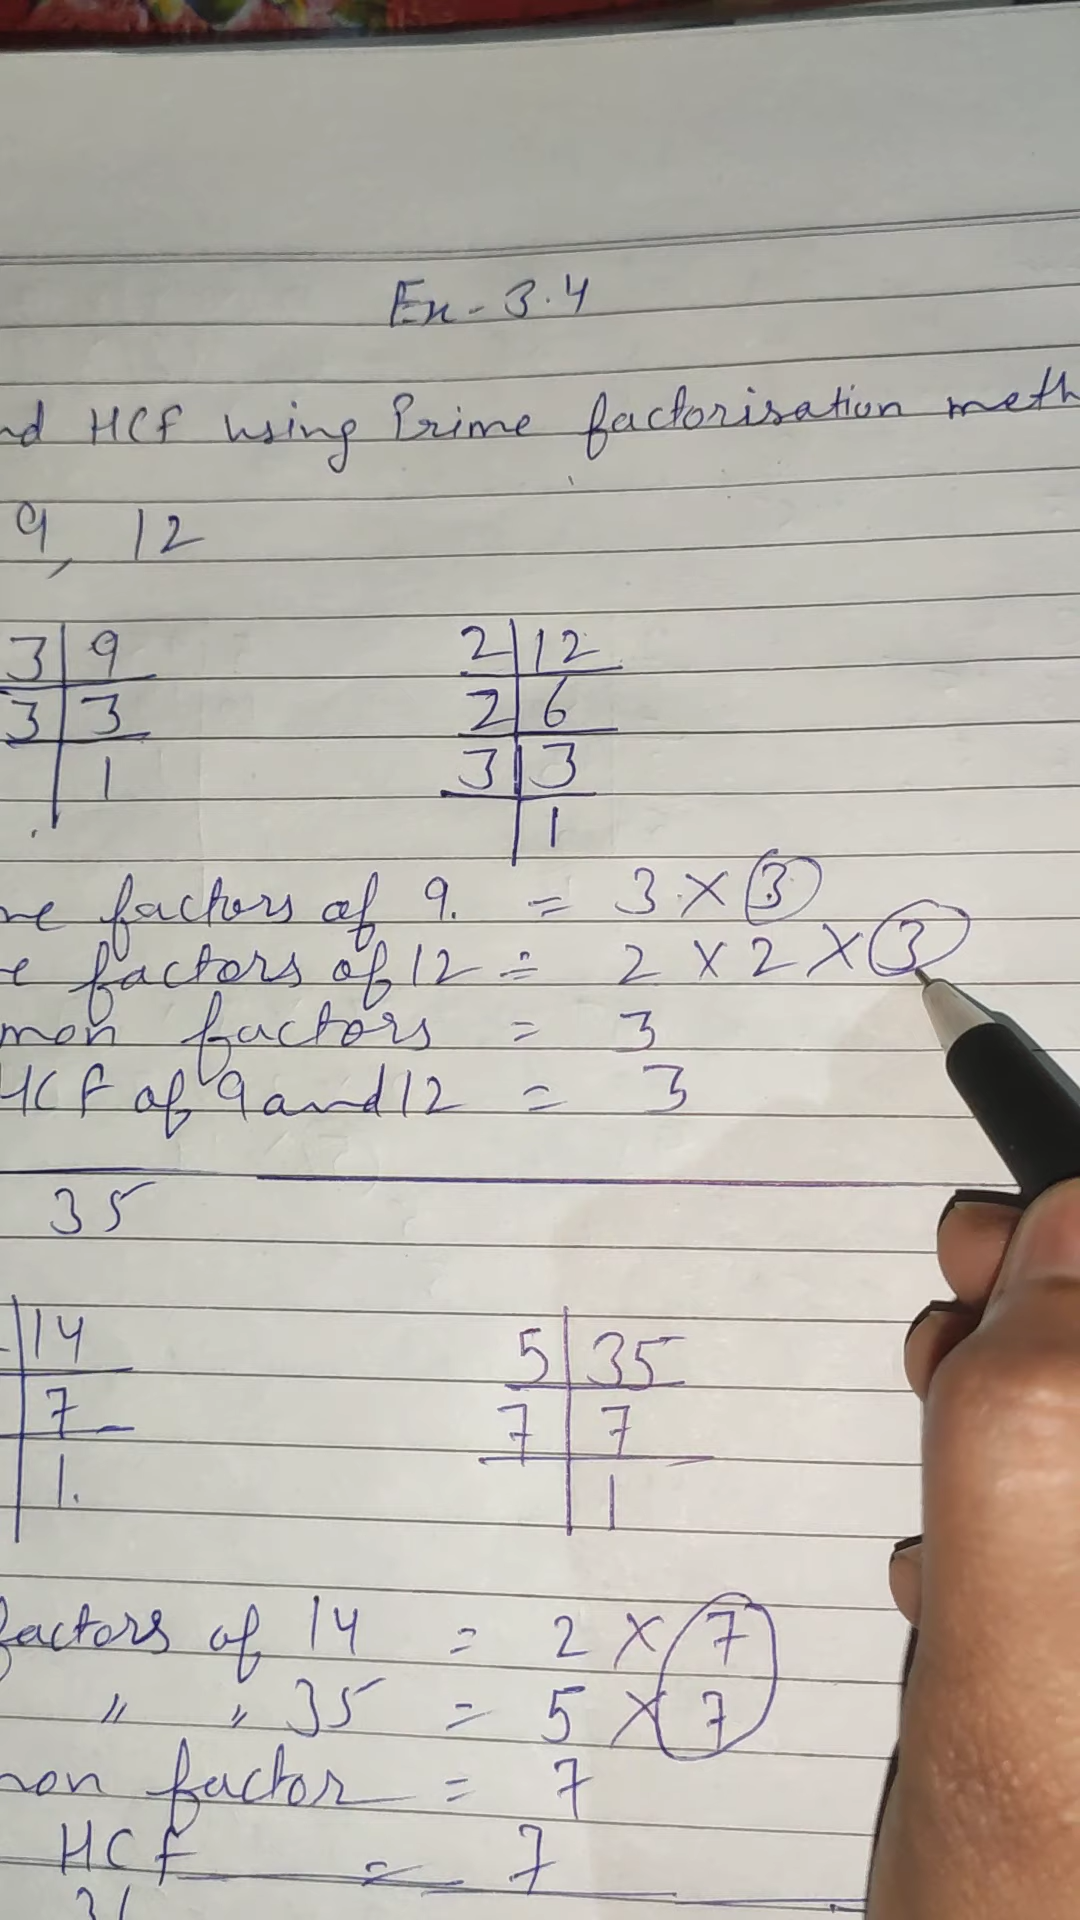 Ex - 3.4
nd HCF using Prime factorisation meth
9, 12
3 | 9 2 | 12
3 | 3 2 | 6
| 1 3 | 3
| 1
me factors of 9. = 3 × 3
e factors of 12 = 2 × 2 × 3
mon factors = 3
HCF of 9 and 12 = 3
35
| 14 5 | 35
| 7 7 | 7
| 1. | 1
factors of 14 = 2 × 7
" " 35 = 5 × 7
mon factor = 7
HCF = 7